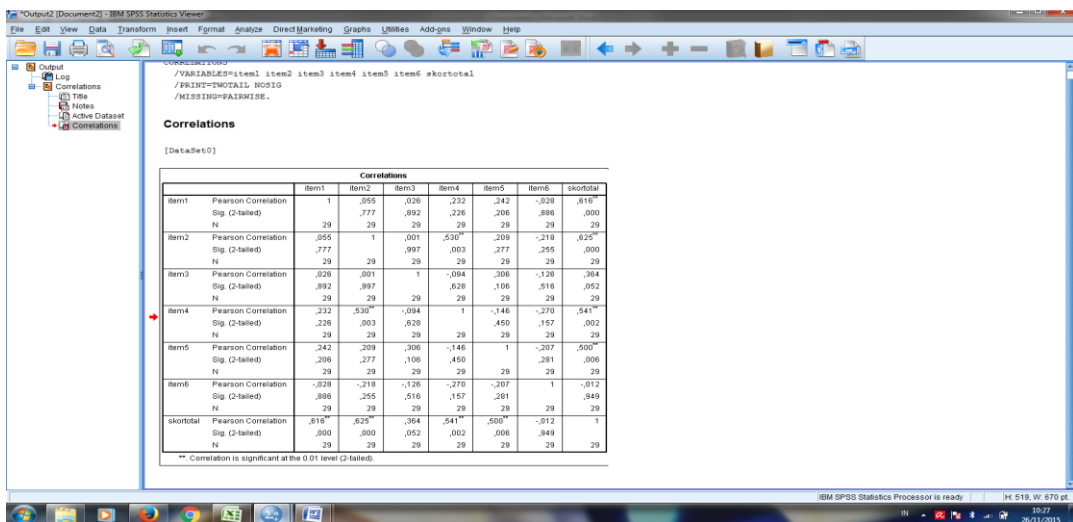 *Output2 [Document2] - IBM SPSS Statistics Viewer
File Edit View Data Transform Insert Format Analyze Direct Marketing Graphs Utilities Add-ons Window Help
Output
Log
Correlations
Title
Notes
Active Dataset
Correlations
CORRELATIONS
/VARIABLES=item1 item2 item3 item4 item5 item6 skortotal
/PRINT=TWOTAIL NOSIG
/MISSING=PAIRWISE.
Correlations
[DataSet0]
Correlations
item1 item2 item3 item4 item5 item6 skortotal
item1 Pearson Correlation 1 ,055 ,026 ,232 ,242 -,028 ,616**
Sig. (2-tailed) ,777 ,892 ,226 ,206 ,886 ,000
N 29 29 29 29 29 29 29
item2 Pearson Correlation ,055 1 ,001 ,530** ,209 -,218 ,625**
Sig. (2-tailed) ,777 ,997 ,003 ,277 ,255 ,000
N 29 29 29 29 29 29 29
item3 Pearson Correlation ,026 ,001 1 -,094 ,306 -,126 ,364
Sig. (2-tailed) ,892 ,997 ,628 ,106 ,516 ,052
N 29 29 29 29 29 29 29
item4 Pearson Correlation ,232 ,530** -,094 1 -,146 -,270 ,541**
Sig. (2-tailed) ,226 ,003 ,628 ,450 ,157 ,002
N 29 29 29 29 29 29 29
item5 Pearson Correlation ,242 ,209 ,306 -,146 1 -,207 ,500**
Sig. (2-tailed) ,206 ,277 ,106 ,450 ,281 ,006
N 29 29 29 29 29 29 29
item6 Pearson Correlation -,028 -,218 -,126 -,270 -,207 1 -,012
Sig. (2-tailed) ,886 ,255 ,516 ,157 ,281 ,949
N 29 29 29 29 29 29 29
skortotal Pearson Correlation ,616** ,625** ,364 ,541** ,500** -,012 1
Sig. (2-tailed) ,000 ,000 ,052 ,002 ,006 ,949
N 29 29 29 29 29 29 29
**. Correlation is significant at the 0.01 level (2-tailed).
IBM SPSS Statistics Processor is ready H: 519, W: 670 pt.
IN 10:27
26/11/2015